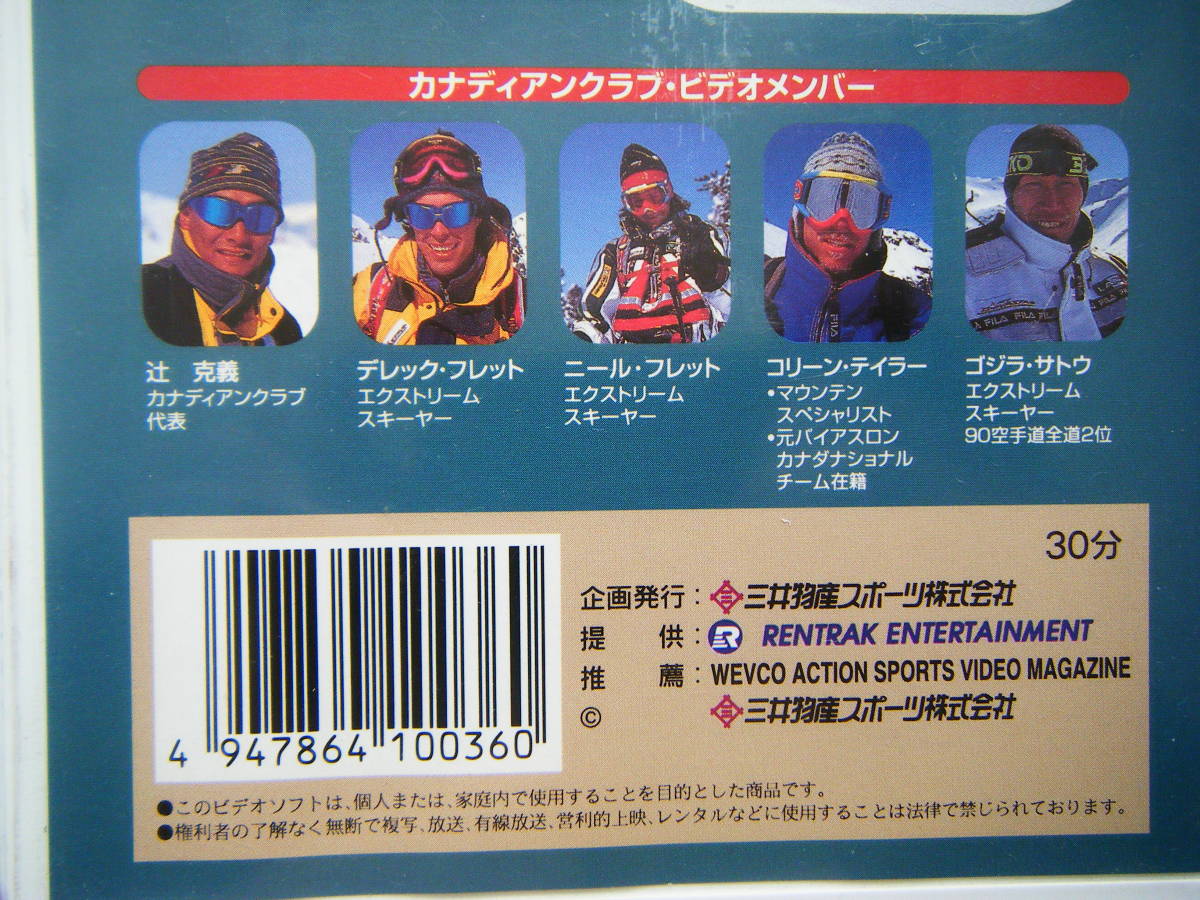 カナディアンクラブ・ビデオメンバー
辻 克義
カナディアンクラブ
代表
デレック・フレット
エクストリーム
スキーヤー
ニール・フレット
エクストリーム
スキーヤー
コリーン・テイラー
•マウンテン
スペシャリスト
•元バイアスロン
カナダナショナル
チーム在籍
ゴジラ・サトウ
エクストリーム
スキーヤー
90空手道全道2位
30分
企画発行：三井物産スポーツ株式会社
提 供：R RENTRAK ENTERTAINMENT
推 薦：WEVCO ACTION SPORTS VIDEO MAGAZINE
© 三井物産スポーツ株式会社
4 947864 100360
●このビデオソフトは、個人または、家庭内で使用することを目的とした商品です。
●権利者の了解なく無断で複写、放送、有線放送、営利的上映、レンタルなどに使用することは法律で禁じられております。
FILA
FILA FILA FILA